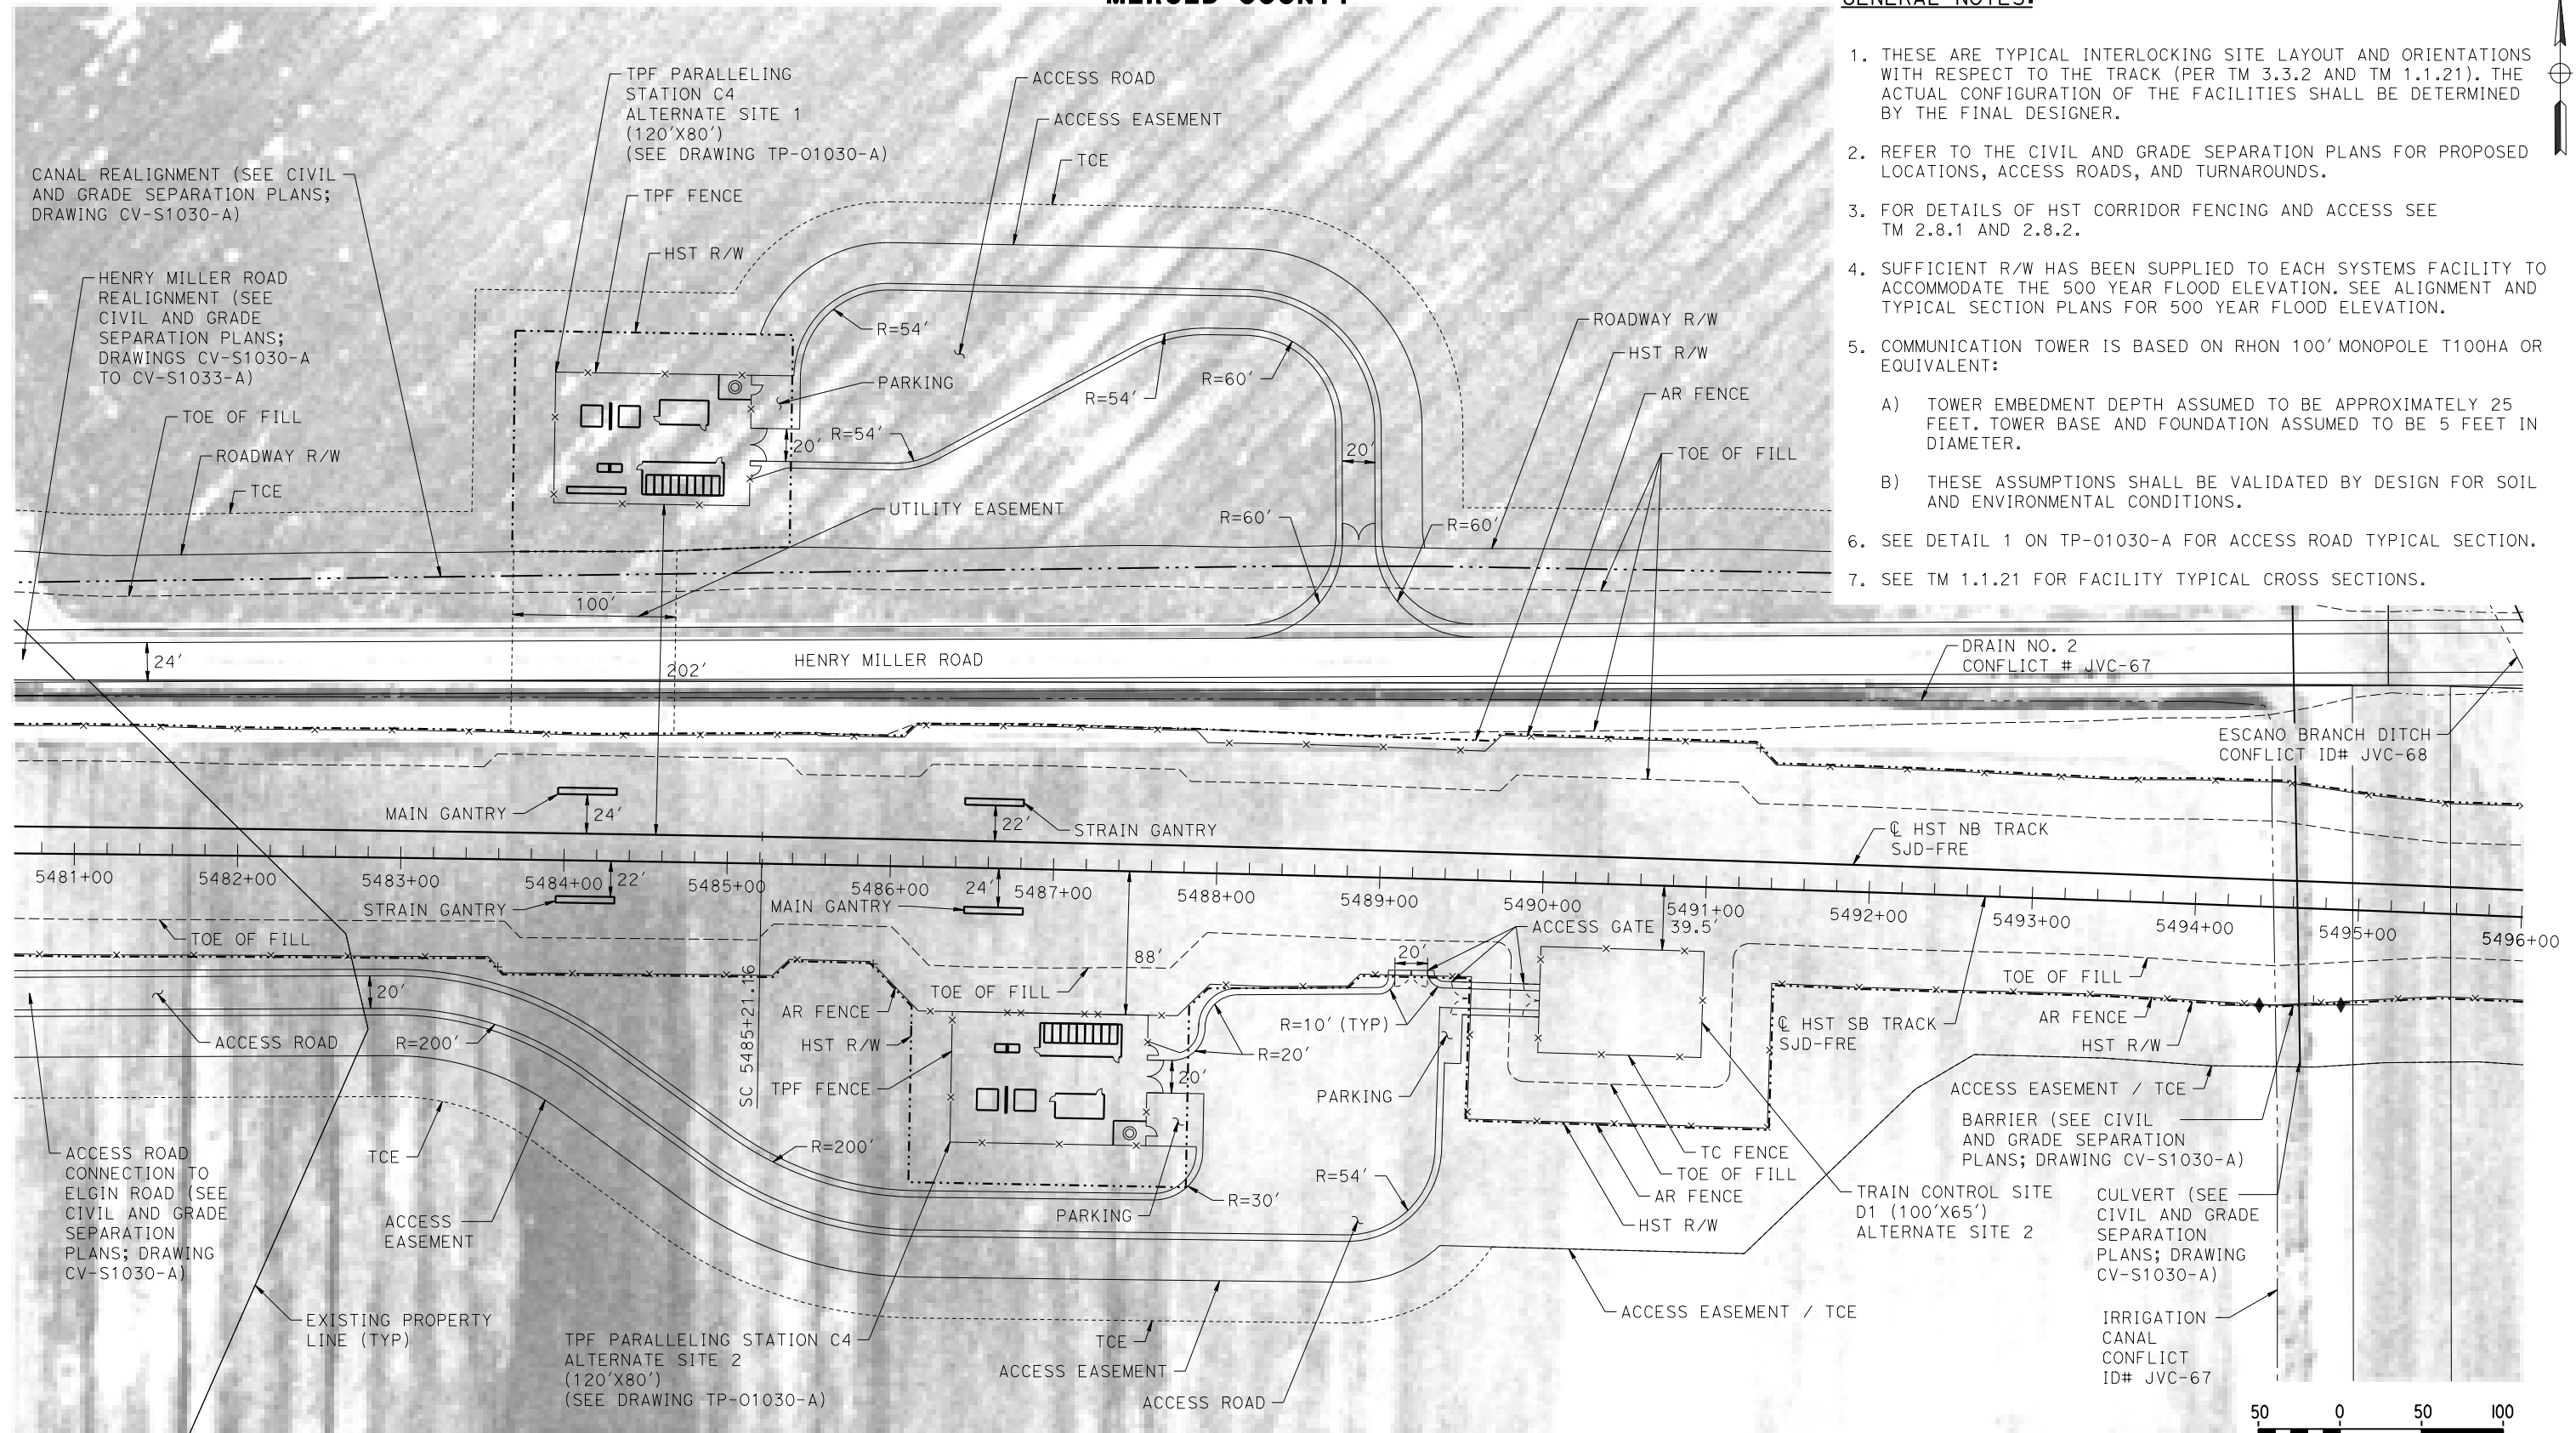 MERCED COUNTY
GENERAL NOTES:
1. THESE ARE TYPICAL INTERLOCKING SITE LAYOUT AND ORIENTATIONS
WITH RESPECT TO THE TRACK (PER TM 3.3.2 AND TM 1.1.21). THE
ACTUAL CONFIGURATION OF THE FACILITIES SHALL BE DETERMINED
BY THE FINAL DESIGNER.
2. REFER TO THE CIVIL AND GRADE SEPARATION PLANS FOR PROPOSED
LOCATIONS, ACCESS ROADS, AND TURNAROUNDS.
3. FOR DETAILS OF HST CORRIDOR FENCING AND ACCESS SEE
TM 2.8.1 AND 2.8.2.
4. SUFFICIENT R/W HAS BEEN SUPPLIED TO EACH SYSTEMS FACILITY TO
ACCOMMODATE THE 500 YEAR FLOOD ELEVATION. SEE ALIGNMENT AND
TYPICAL SECTION PLANS FOR 500 YEAR FLOOD ELEVATION.
5. COMMUNICATION TOWER IS BASED ON RHON 100' MONOPOLE T100HA OR
EQUIVALENT:
A) TOWER EMBEDMENT DEPTH ASSUMED TO BE APPROXIMATELY 25
FEET. TOWER BASE AND FOUNDATION ASSUMED TO BE 5 FEET IN
DIAMETER.
B) THESE ASSUMPTIONS SHALL BE VALIDATED BY DESIGN FOR SOIL
AND ENVIRONMENTAL CONDITIONS.
6. SEE DETAIL 1 ON TP-01030-A FOR ACCESS ROAD TYPICAL SECTION.
7. SEE TM 1.1.21 FOR FACILITY TYPICAL CROSS SECTIONS.
TPF PARALLELING
STATION C4
ALTERNATE SITE 1
(120'X80')
(SEE DRAWING TP-01030-A)
ACCESS ROAD
ACCESS EASEMENT
TCE
CANAL REALIGNMENT (SEE CIVIL
AND GRADE SEPARATION PLANS;
DRAWING CV-S1030-A)
TPF FENCE
HST R/W
HENRY MILLER ROAD
REALIGNMENT (SEE
CIVIL AND GRADE
SEPARATION PLANS;
DRAWINGS CV-S1030-A
TO CV-S1033-A)
TOE OF FILL
ROADWAY R/W
TCE
R=54'
PARKING
R=54'
R=60'
R=54'
20'
20'
ROADWAY R/W
HST R/W
AR FENCE
TOE OF FILL
UTILITY EASEMENT
R=60'
R=60'
100'
24'
202'
HENRY MILLER ROAD
DRAIN NO. 2
CONFLICT # JVC-67
ESCANO BRANCH DITCH
CONFLICT ID# JVC-68
MAIN GANTRY
24'
22'
STRAIN GANTRY
℄ HST NB TRACK
SJD-FRE
5481+00
5482+00
5483+00
5484+00
22'
5485+00
5486+00
24'
5487+00
5488+00
5489+00
5490+00
5491+00
5492+00
5493+00
5494+00
5495+00
5496+00
STRAIN GANTRY
MAIN GANTRY
ACCESS GATE
39.5'
TOE OF FILL
88'
20'
TOE OF FILL
20'
TOE OF FILL
SC 5485+21.16
AR FENCE
R=10' (TYP)
℄ HST SB TRACK
SJD-FRE
AR FENCE
ACCESS ROAD
R=200'
HST R/W
R=20'
HST R/W
TPF FENCE
20'
PARKING
ACCESS EASEMENT / TCE
BARRIER (SEE CIVIL
AND GRADE SEPARATION
PLANS; DRAWING CV-S1030-A)
ACCESS ROAD
CONNECTION TO
ELGIN ROAD (SEE
CIVIL AND GRADE
SEPARATION
PLANS; DRAWING
CV-S1030-A)
TCE
R=200'
TC FENCE
TOE OF FILL
AR FENCE
HST R/W
R=54'
R=30'
PARKING
ACCESS
EASEMENT
TRAIN CONTROL SITE
D1 (100'X65')
ALTERNATE SITE 2
CULVERT (SEE
CIVIL AND GRADE
SEPARATION
PLANS; DRAWING
CV-S1030-A)
EXISTING PROPERTY
LINE (TYP)
ACCESS EASEMENT / TCE
IRRIGATION
CANAL
CONFLICT
ID# JVC-67
TPF PARALLELING STATION C4
ALTERNATE SITE 2
(120'X80')
(SEE DRAWING TP-01030-A)
TCE
ACCESS EASEMENT
ACCESS ROAD
50 0 50 100